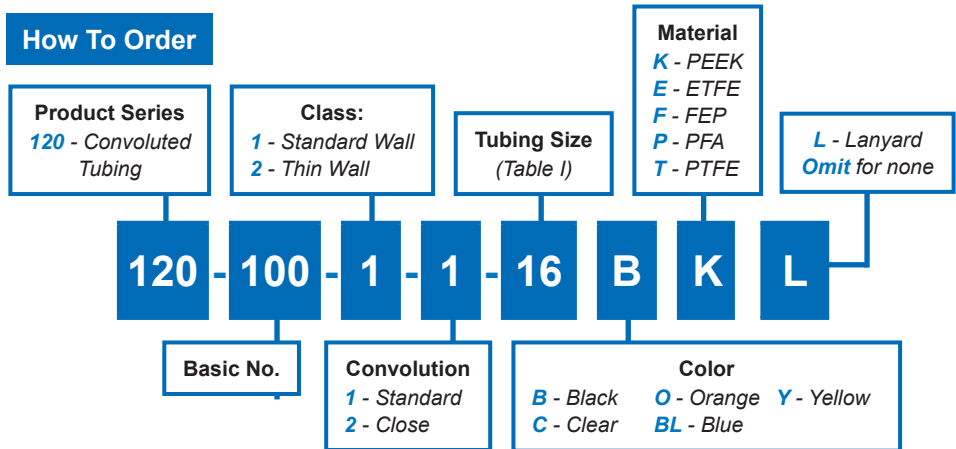 How To Order
Product Series
120 - Convoluted
Tubing
Class:
1 - Standard Wall
2 - Thin Wall
Tubing Size
(Table I)
Material
K - PEEK
E - ETFE
F - FEP
P - PFA
T - PTFE
L - Lanyard
Omit for none
120 - 100 - 1 - 1 - 16 B K L
Basic No.
Convolution
1 - Standard
2 - Close
Color
B - Black O - Orange Y - Yellow
C - Clear BL - Blue